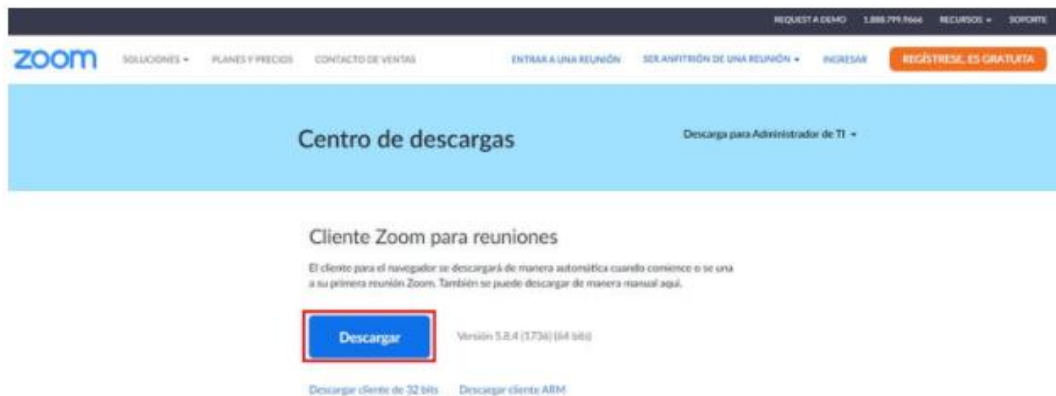 REQUEST A DEMO 1.888.799.9666 RECURSOS SOPORTE
zoom SOLUCIONES PLANES Y PRECIOS CONTACTO DE VENTAS ENTRAR A UNA REUNIÓN SER ANFITRIÓN DE UNA REUNIÓN INGRESAR REGÍSTRESE, ES GRATUITA
Centro de descargas Descarga para Administrador de TI
Cliente Zoom para reuniones
El cliente para el navegador se descargará de manera automática cuando comience o se una
a su primera reunión Zoom. También se puede descargar de manera manual aquí.
Descargar Versión 5.8.4 (1736) (64 bits)
Descargar cliente de 32 bits Descargar cliente ARM